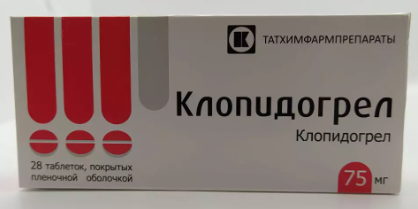 ТАТХИМФАРМПРЕПАРАТЫ
Клопидогрел
Клопидогрел
28 таблеток, покрытых
пленочной оболочкой
75 мг